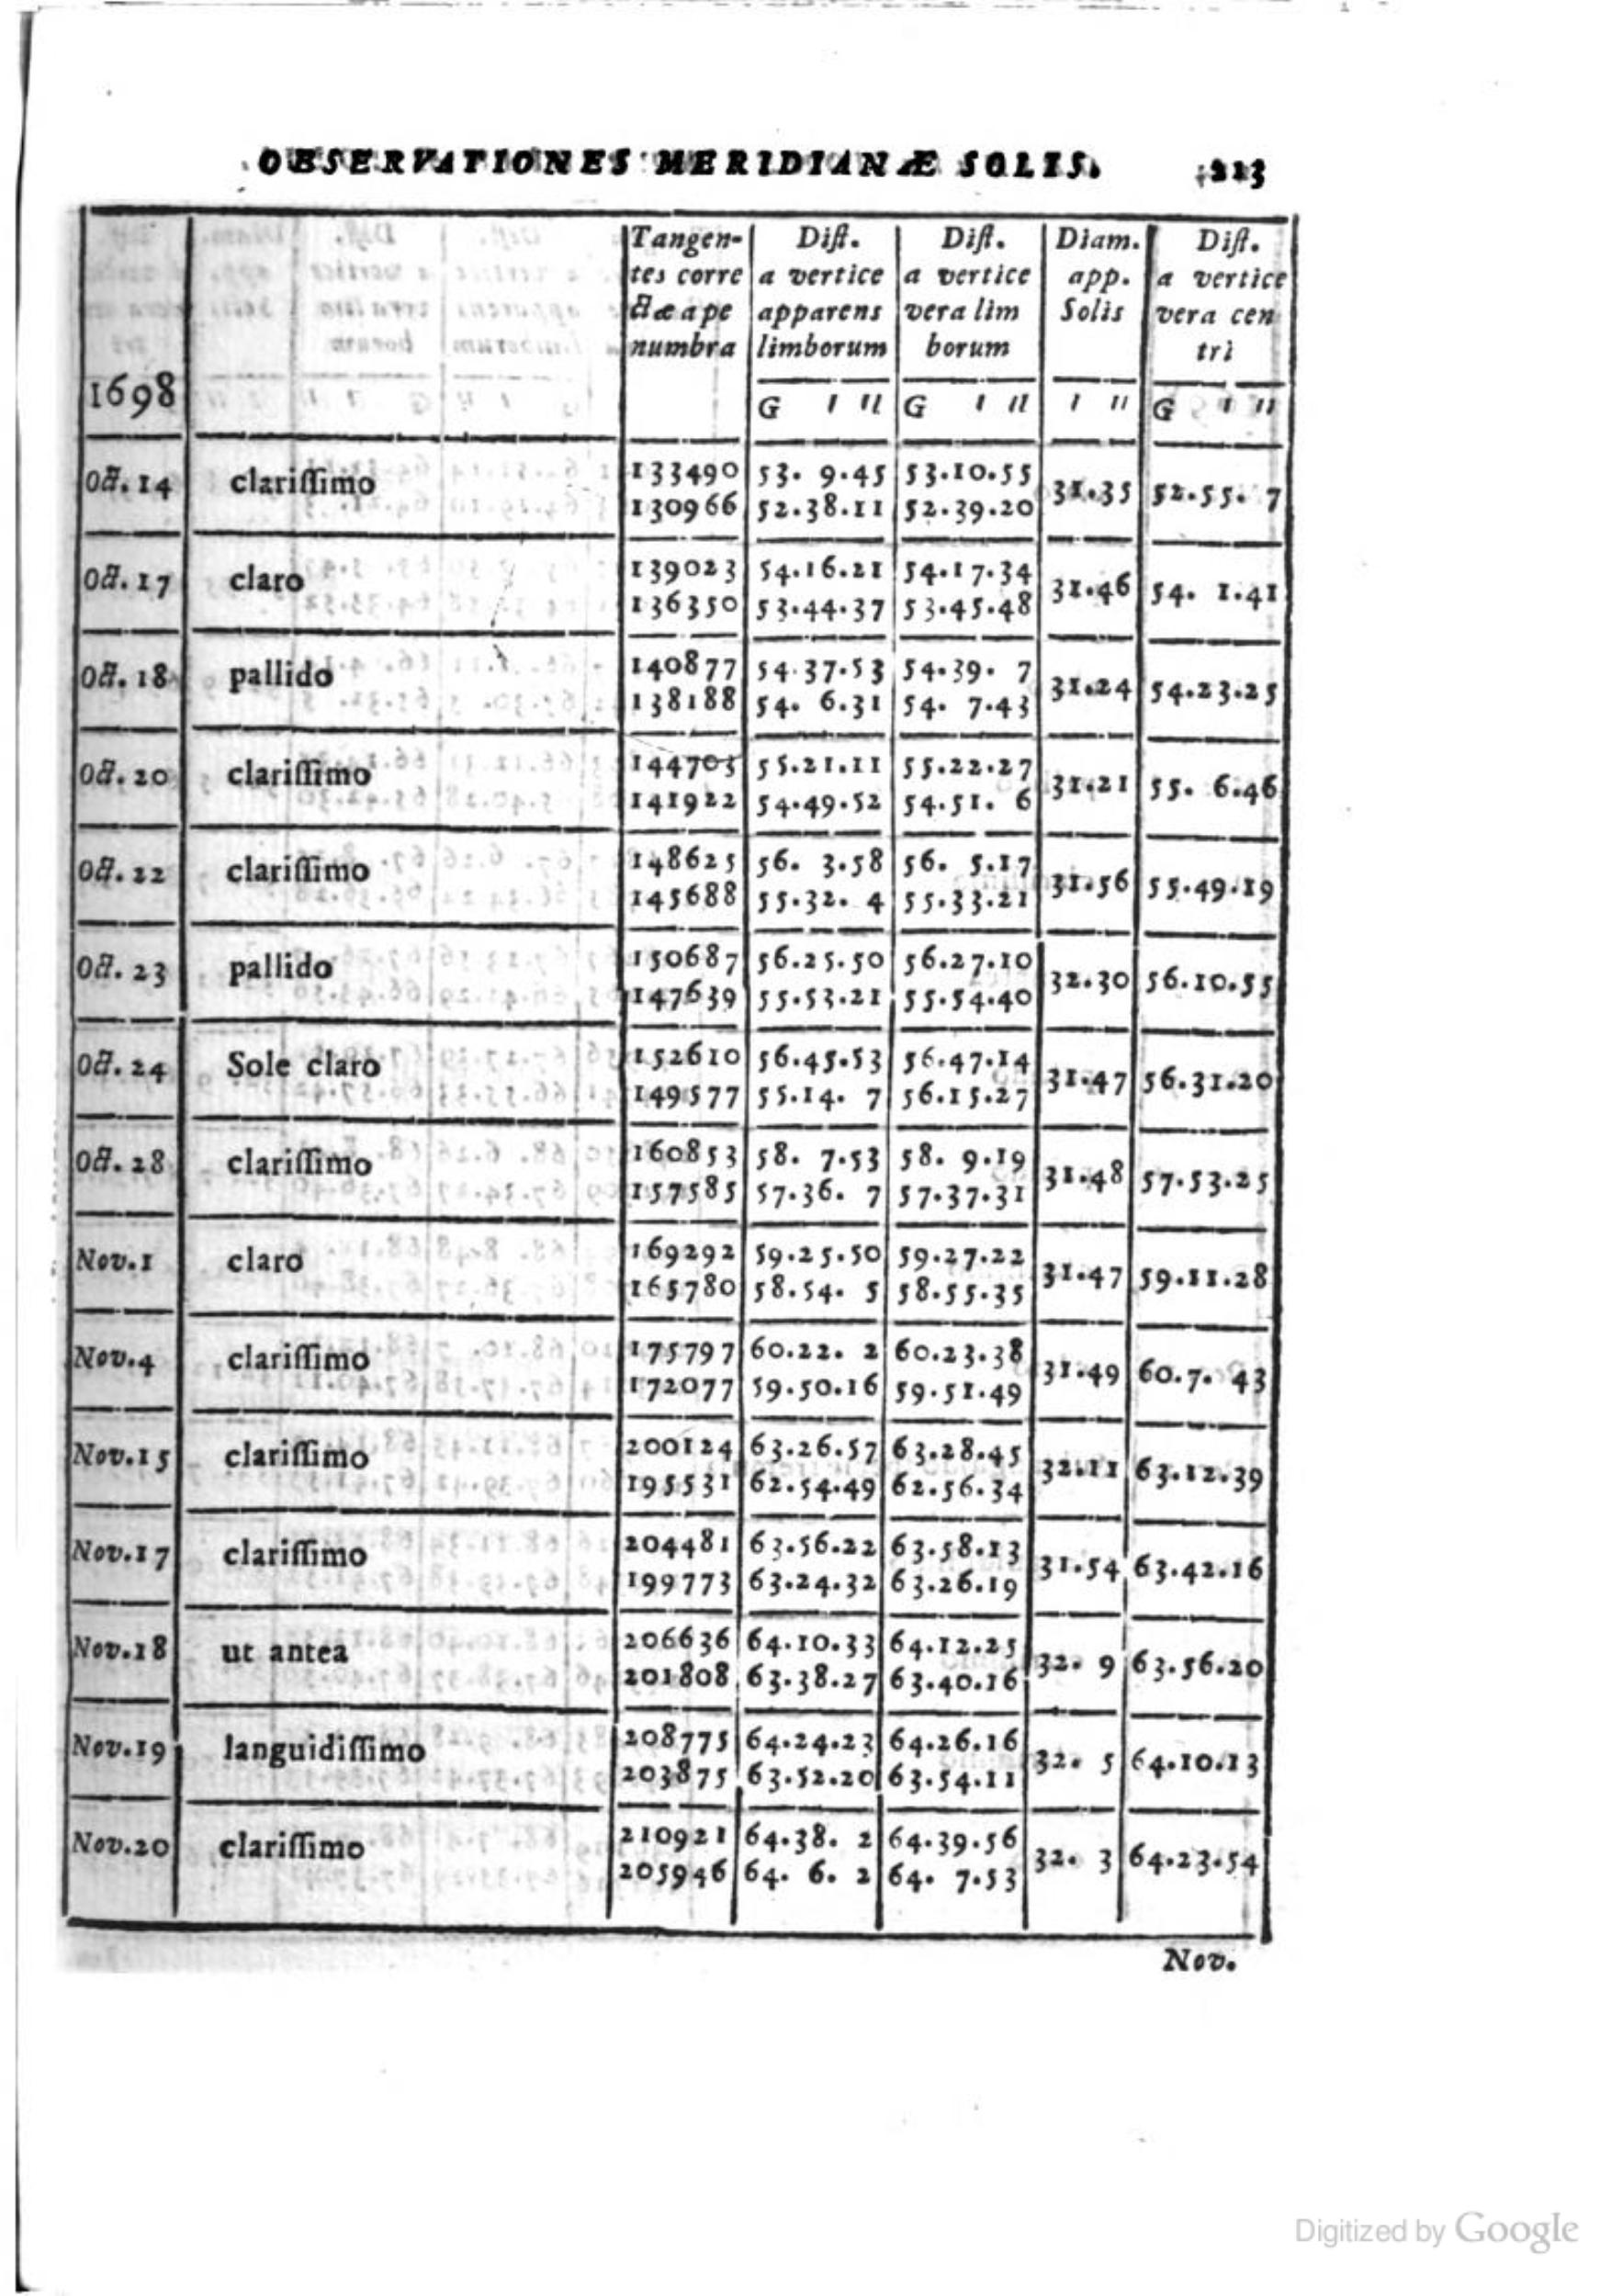 OBSERVATIONES MERIDIANÆ SOLIS. 223
1698
Tangen-
tes corre
ctæ a pe
numbra
Dist.
a vertice
apparens
limborum
G ı ıı
Dist.
a vertice
vera lim
borum
G ı ıı
Diam.
app.
Solis
ı ıı
Dist.
a vertice
vera cen
tri
G ı ıı
Oct. 14 clarissimo 133490 53. 9.45 53.10.55 31.35 52.55. 7
130966 52.38.11 52.39.20
Oct. 17 claro 139023 54.16.21 54.17.34 31.46 54. 1.41
136350 53.44.37 53.45.48
Oct. 18 pallido 140877 54.37.53 54.39. 7 31.24 54.23.25
138188 54. 6.31 54. 7.43
Oct. 20 clarissimo 144703 55.21.11 55.22.27 31.21 55. 6.46
141922 54.49.52 54.51. 6
Oct. 22 clarissimo 148625 56. 3.58 56. 5.17 31.56 55.49.19
145688 55.32. 4 55.33.21
Oct. 23 pallido 150687 56.25.50 56.27.10 32.30 56.10.55
147639 55.53.21 55.54.40
Oct. 24 Sole claro 152610 56.45.53 56.47.14 31.47 56.31.20
149577 55.14. 7 56.15.27
Oct. 28 clarissimo 160853 58. 7.53 58. 9.19 31.48 57.53.25
157585 57.36. 7 57.37.31
Nov.1 claro 169292 59.25.50 59.27.22 31.47 59.11.28
165780 58.54. 5 58.55.35
Nov.4 clarissimo 175797 60.22. 2 60.23.38 31.49 60.7. 43
172077 59.50.16 59.51.49
Nov.15 clarissimo 200124 63.26.57 63.28.45 32.11 63.12.39
195531 62.54.49 62.56.34
Nov.17 clarissimo 204481 63.56.22 63.58.13 31.54 63.42.16
199773 63.24.32 63.26.19
Nov.18 ut antea 206636 64.10.33 64.12.25 32. 9 63.56.20
201808 63.38.27 63.40.16
Nov.19 languidissimo 208775 64.24.23 64.26.16 32. 5 64.10.13
203875 63.52.20 63.54.11
Nov.20 clarissimo 210921 64.38. 2 64.39.56 32. 3 64.23.54
205946 64. 6. 2 64. 7.53
Nov.
Digitized by Google